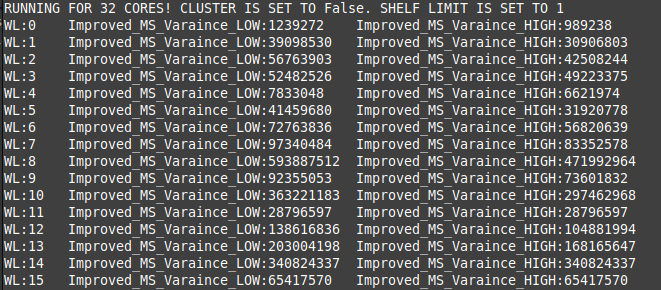 RUNNING FOR 32 CORES! CLUSTER IS SET TO False. SHELF LIMIT IS SET TO 1
WL:0 Improved_MS_Varaince_LOW:1239272 Improved_MS_Varaince_HIGH:989238
WL:1 Improved_MS_Varaince_LOW:39098530 Improved_MS_Varaince_HIGH:30906803
WL:2 Improved_MS_Varaince_LOW:56763903 Improved_MS_Varaince_HIGH:42508244
WL:3 Improved_MS_Varaince_LOW:52482526 Improved_MS_Varaince_HIGH:49223375
WL:4 Improved_MS_Varaince_LOW:7833048 Improved_MS_Varaince_HIGH:6621974
WL:5 Improved_MS_Varaince_LOW:41459680 Improved_MS_Varaince_HIGH:31920778
WL:6 Improved_MS_Varaince_LOW:72763836 Improved_MS_Varaince_HIGH:56820639
WL:7 Improved_MS_Varaince_LOW:97340484 Improved_MS_Varaince_HIGH:83352578
WL:8 Improved_MS_Varaince_LOW:593887512 Improved_MS_Varaince_HIGH:471992964
WL:9 Improved_MS_Varaince_LOW:92355053 Improved_MS_Varaince_HIGH:73601832
WL:10 Improved_MS_Varaince_LOW:363221183 Improved_MS_Varaince_HIGH:297462968
WL:11 Improved_MS_Varaince_LOW:28796597 Improved_MS_Varaince_HIGH:28796597
WL:12 Improved_MS_Varaince_LOW:138616836 Improved_MS_Varaince_HIGH:104881994
WL:13 Improved_MS_Varaince_LOW:203004198 Improved_MS_Varaince_HIGH:168165647
WL:14 Improved_MS_Varaince_LOW:340824337 Improved_MS_Varaince_HIGH:340824337
WL:15 Improved_MS_Varaince_LOW:65417570 Improved_MS_Varaince_HIGH:65417570